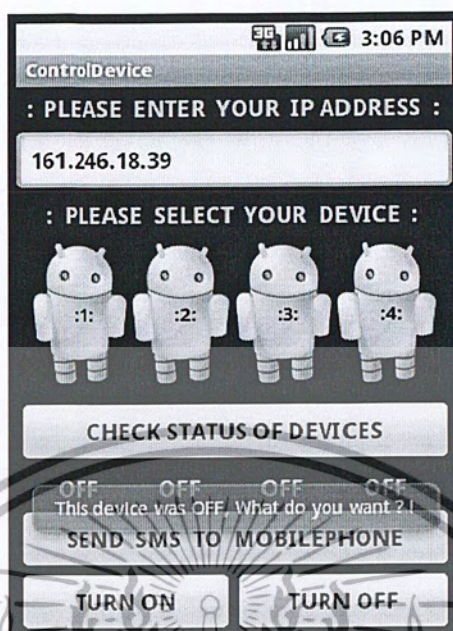 3G 3:06 PM
ControlDevice
: PLEASE ENTER YOUR IP ADDRESS :
161.246.18.39
: PLEASE SELECT YOUR DEVICE :
:1: :2: :3: :4:
CHECK STATUS OF DEVICES
OFF OFF OFF OFF
This device was OFF, What do you want ? !
SEND SMS TO MOBILEPHONE
TURN ON TURN OFF